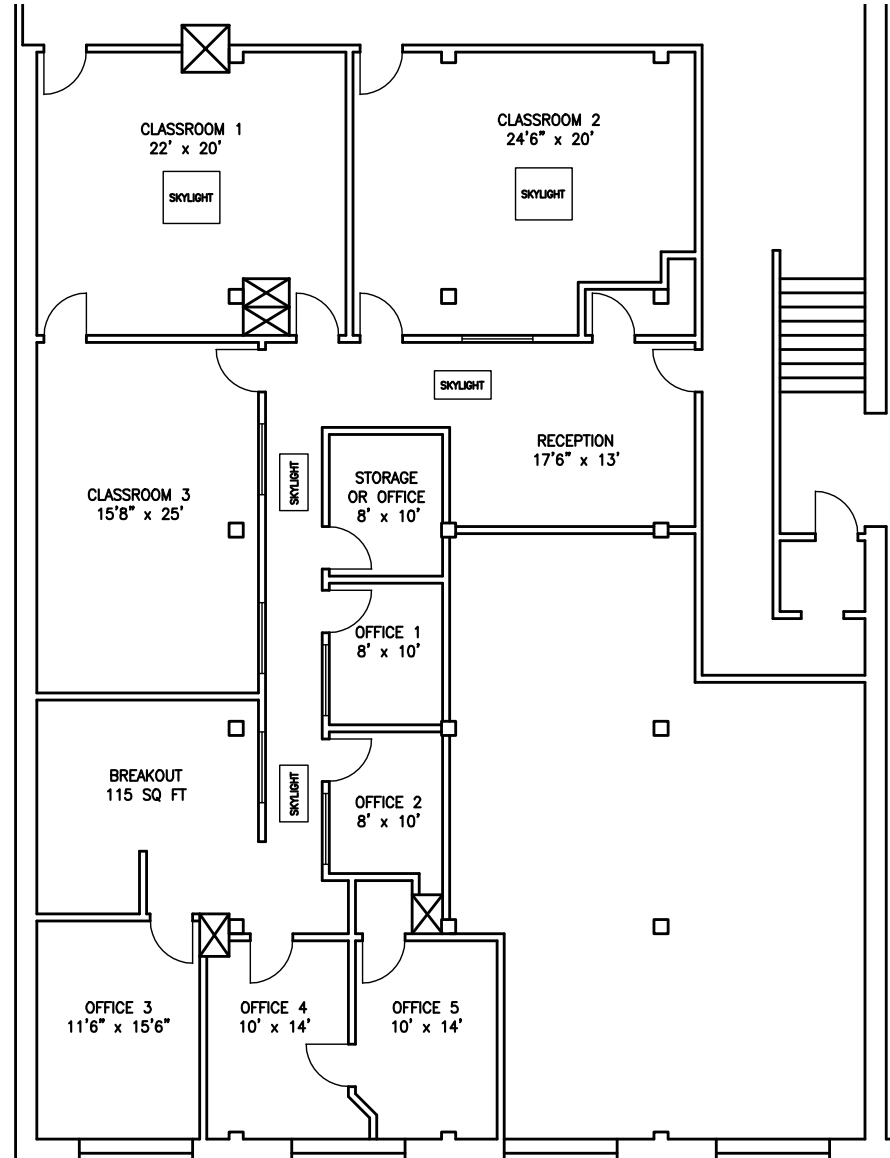 CLASSROOM 1
22' x 20'
SKYLIGHT
CLASSROOM 2
24'6" x 20'
SKYLIGHT
SKYLIGHT
RECEPTION
17'6" x 13'
CLASSROOM 3
15'8" x 25'
SKYLIGHT
STORAGE
OR OFFICE
8' x 10'
OFFICE 1
8' x 10'
BREAKOUT
115 SQ FT
SKYLIGHT
OFFICE 2
8' x 10'
OFFICE 3
11'6" x 15'6"
OFFICE 4
10' x 14'
OFFICE 5
10' x 14'